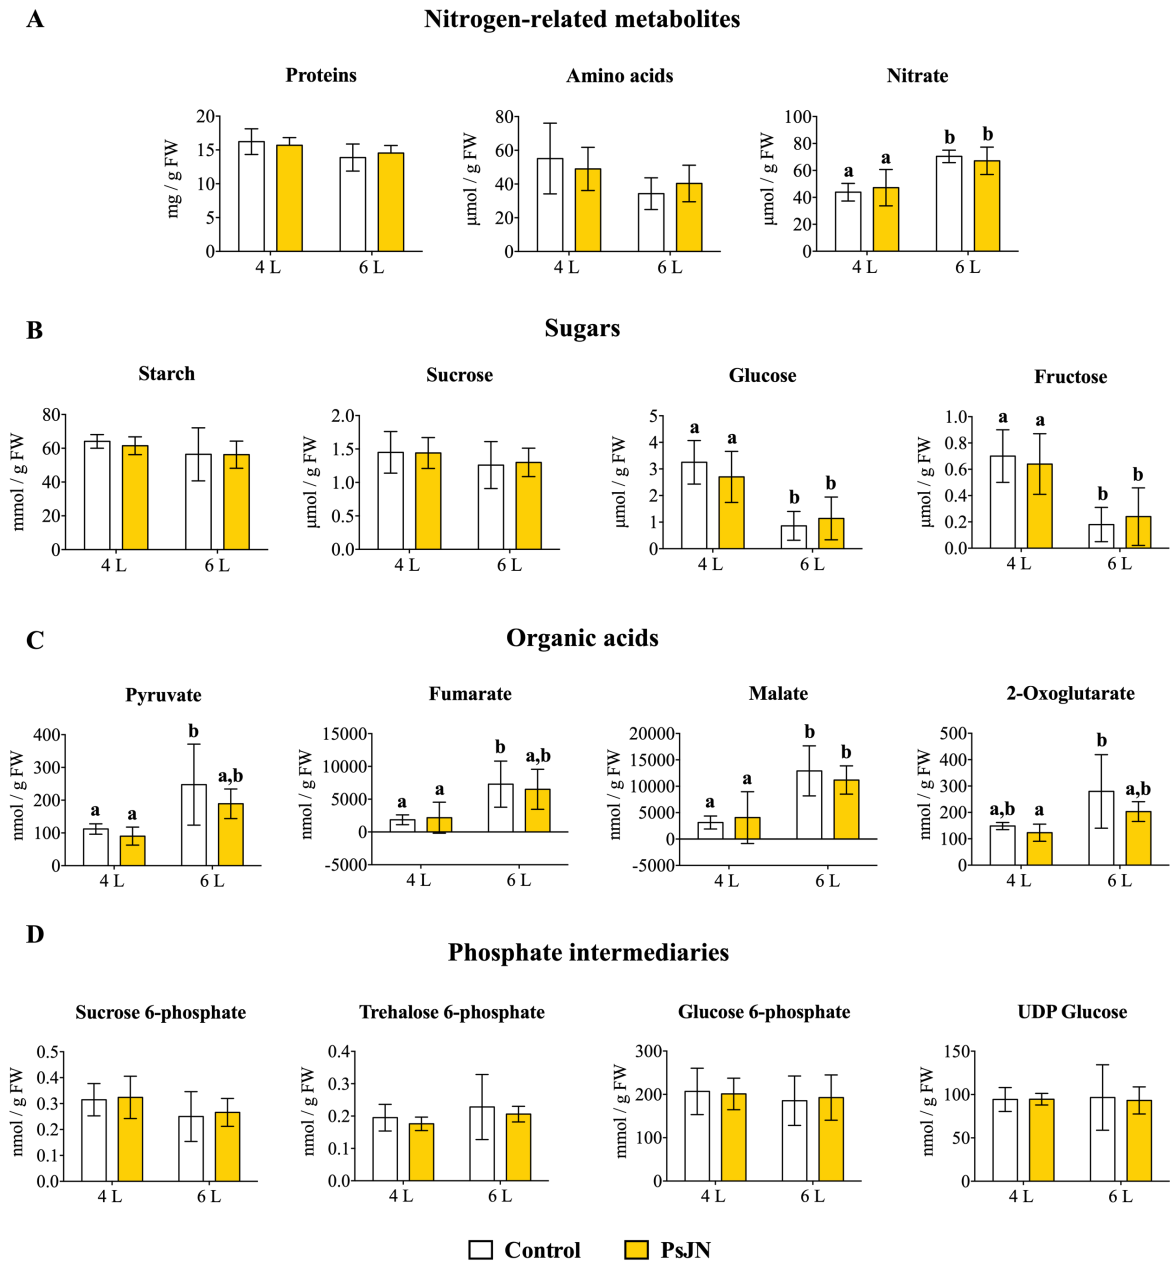 A
Nitrogen-related metabolites
Proteins
Amino acids
Nitrate
mg / g FW
20
15
10
5
0
4 L
6 L
µmol / g FW
80
60
40
20
0
4 L
6 L
µmol / g FW
100
80
60
40
20
0
a
a
b
b
4 L
6 L
B
Sugars
Starch
Sucrose
Glucose
Fructose
mmol / g FW
80
60
40
20
0
4 L
6 L
µmol / g FW
2.0
1.5
1.0
0.5
0.0
4 L
6 L
µmol / g FW
5
4
3
2
1
0
a
a
b
b
4 L
6 L
µmol / g FW
1.0
0.8
0.6
0.4
0.2
0.0
a
a
b
b
4 L
6 L
C
Organic acids
Pyruvate
Fumarate
Malate
2-Oxoglutarate
nmol / g FW
400
300
200
100
0
a
a
b
a,b
4 L
6 L
nmol / g FW
15000
10000
5000
0
-5000
a
a
b
a,b
4 L
6 L
nmol / g FW
20000
15000
10000
5000
0
-5000
a
a
b
b
4 L
6 L
nmol / g FW
500
400
300
200
100
0
a,b
a
b
a,b
4 L
6 L
D
Phosphate intermediaries
Sucrose 6-phosphate
Trehalose 6-phosphate
Glucose 6-phosphate
UDP Glucose
nmol / g FW
0.5
0.4
0.3
0.2
0.1
0.0
4 L
6 L
nmol / g FW
0.4
0.3
0.2
0.1
0.0
4 L
6 L
mmol / g FW
300
200
100
0
4 L
6 L
nmol / g FW
150
100
50
0
4 L
6 L
Control
PsJN